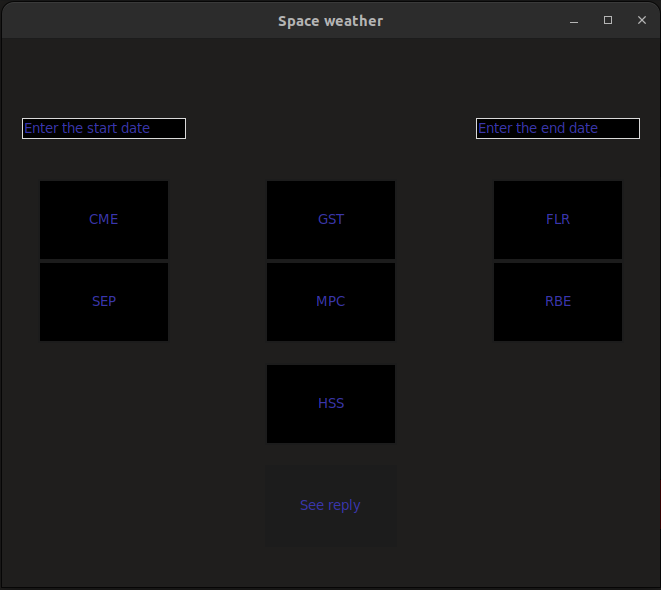 Space weather
Enter the start date
Enter the end date
CME
GST
FLR
SEP
MPC
RBE
HSS
See reply